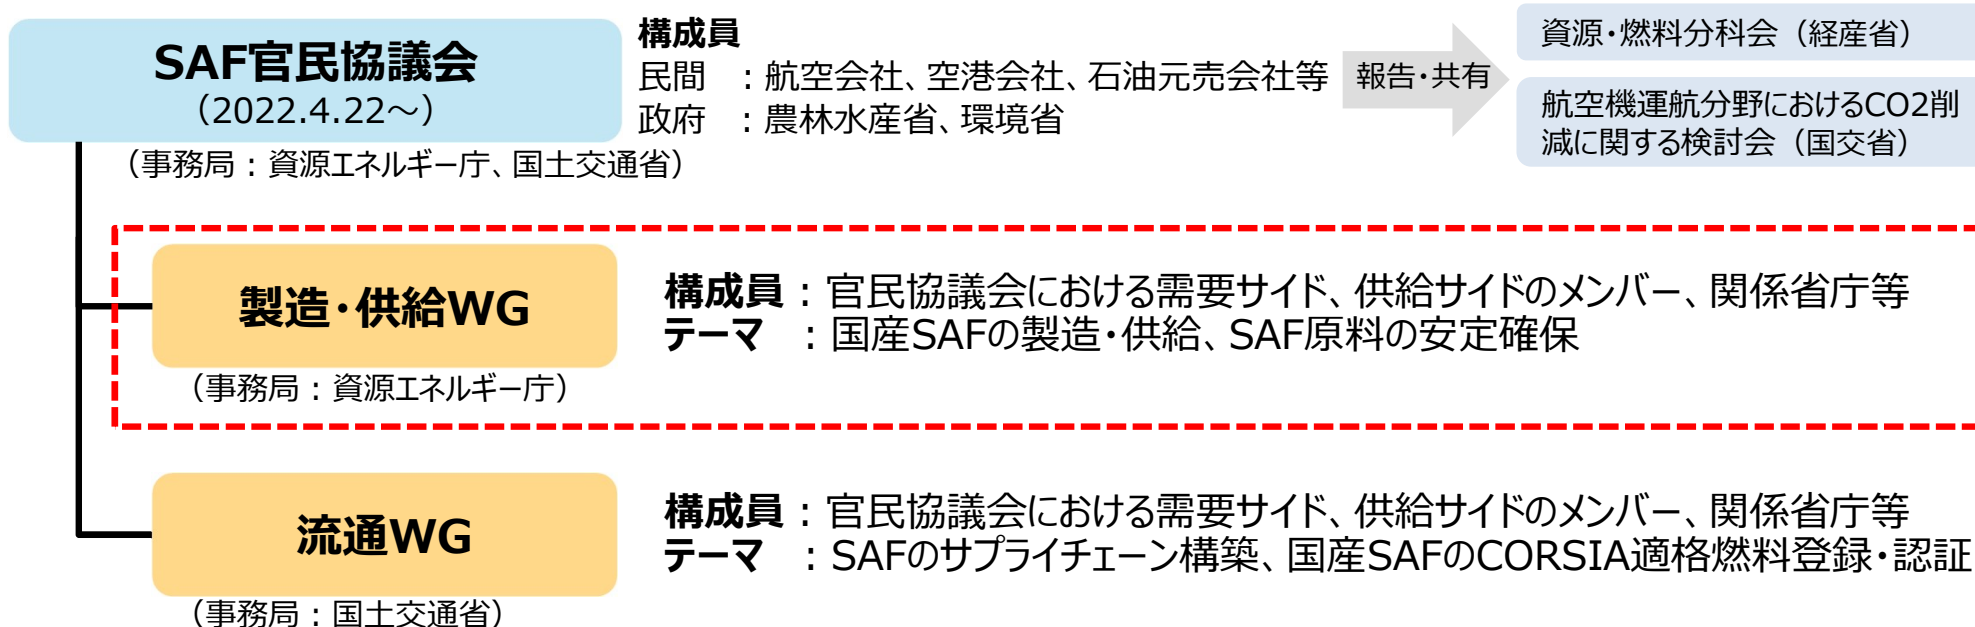 SAF官民協議会
（2022.4.22～）
（事務局：資源エネルギー庁、国土交通省）
構成員
民間　：航空会社、空港会社、石油元売会社等
政府　：農林水産省、環境省
報告・共有
資源・燃料分科会（経産省）
航空機運航分野におけるCO2削
減に関する検討会（国交省）
製造・供給WG
（事務局：資源エネルギー庁）
構成員：官民協議会における需要サイド、供給サイドのメンバー、関係省庁等
テーマ　：国産SAFの製造・供給、SAF原料の安定確保
流通WG
（事務局：国土交通省）
構成員：官民協議会における需要サイド、供給サイドのメンバー、関係省庁等
テーマ　：SAFのサプライチェーン構築、国産SAFのCORSIA適格燃料登録・認証